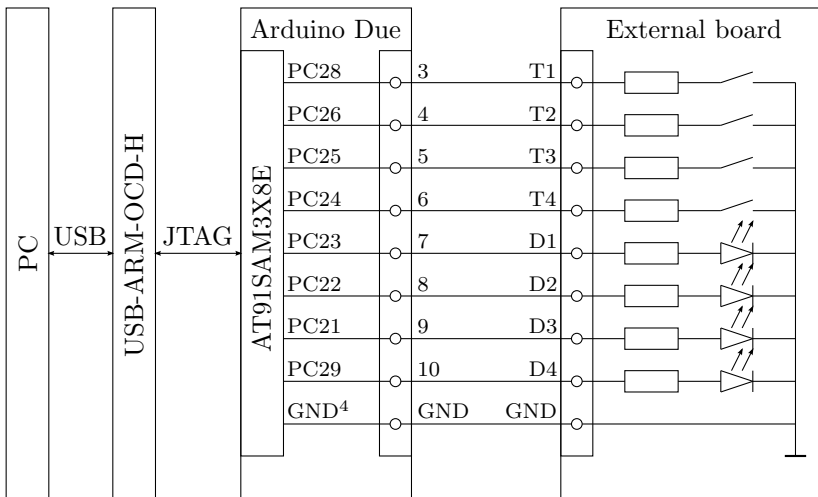 Arduino Due
External board
PC
USB
USB-ARM-OCD-H
JTAG
AT91SAM3X8E
PC28 3 T1
PC26 4 T2
PC25 5 T3
PC24 6 T4
PC23 7 D1
PC22 8 D2
PC21 9 D3
PC29 10 D4
GND⁴ GND GND